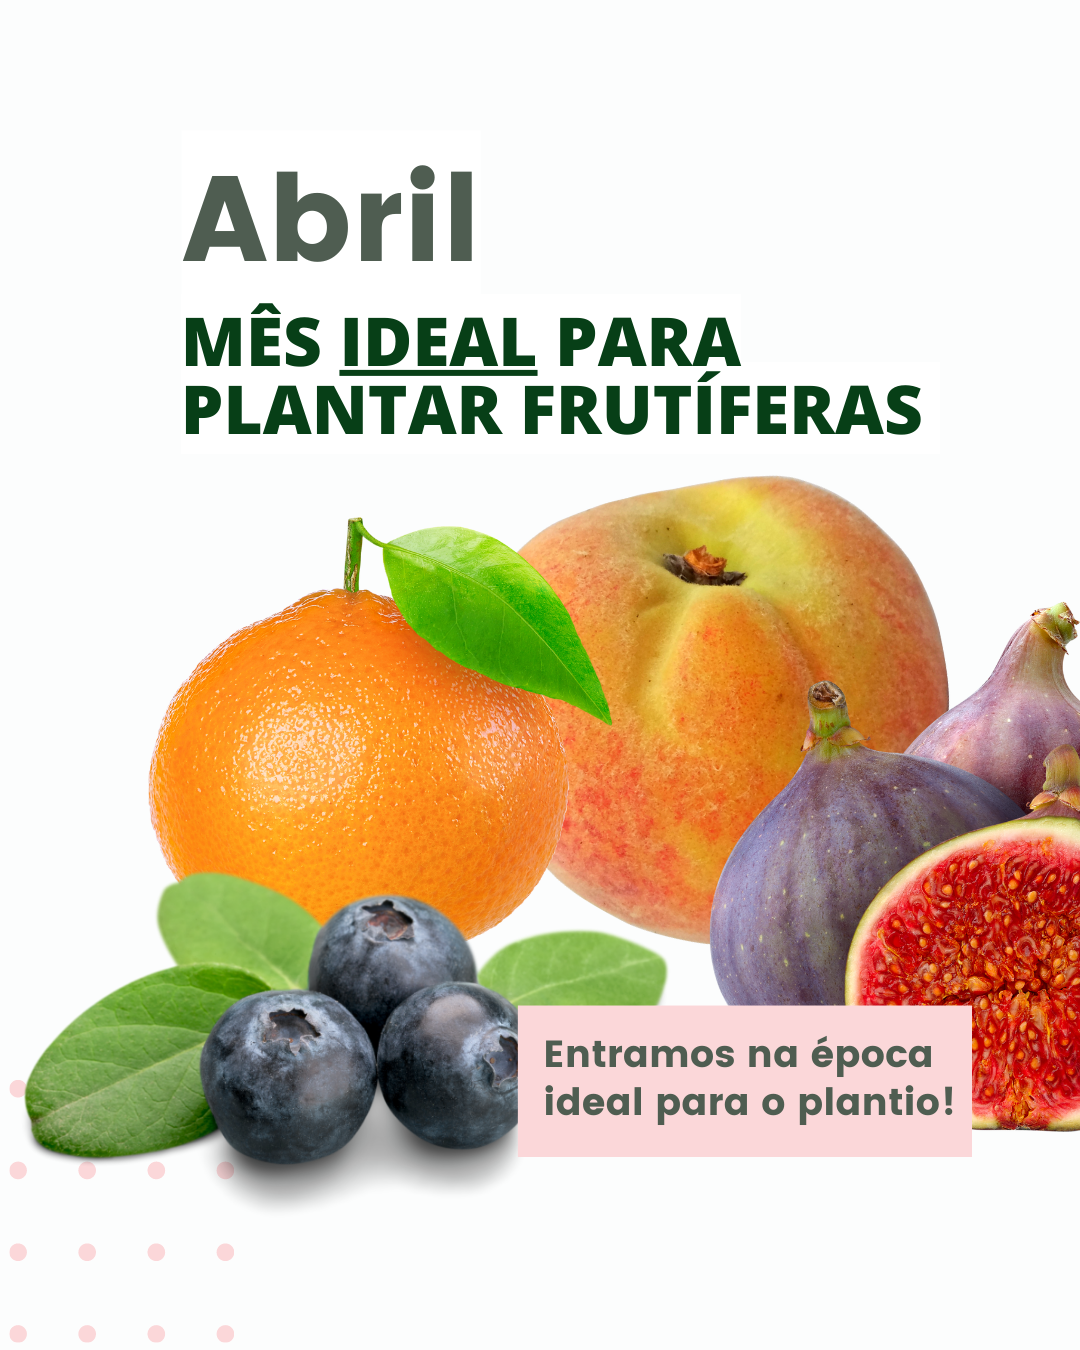 Abril
MÊS IDEAL PARA
PLANTAR FRUTÍFERAS
Entramos na época
ideal para o plantio!